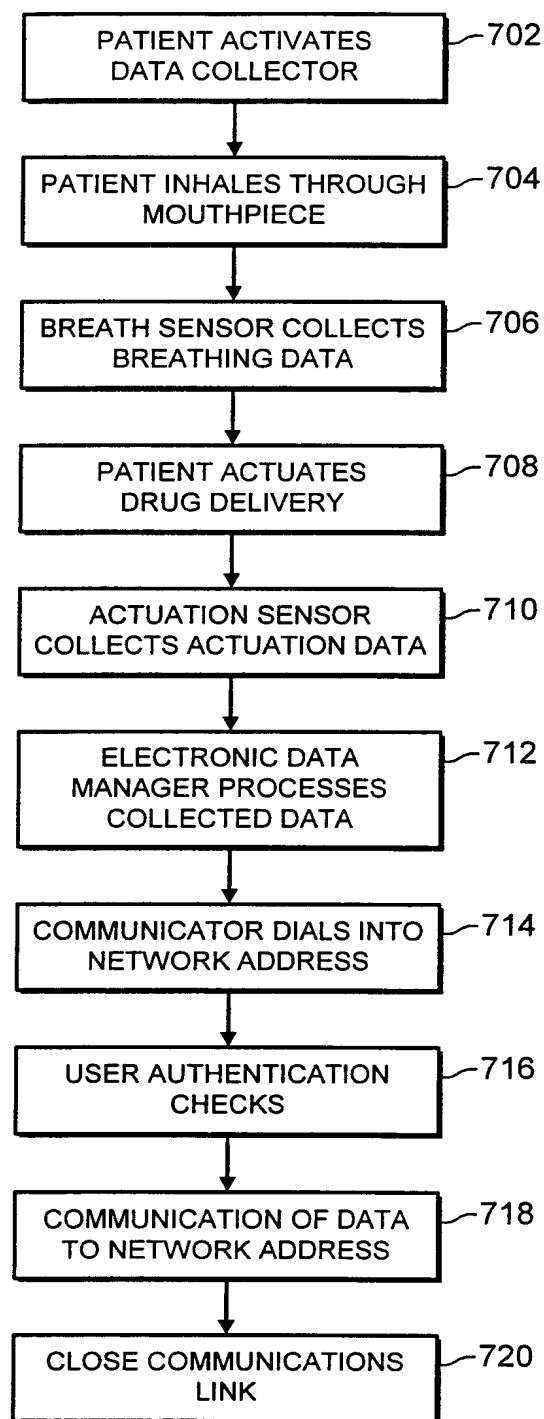 PATIENT ACTIVATES
DATA COLLECTOR
702
PATIENT INHALES THROUGH
MOUTHPIECE
704
BREATH SENSOR COLLECTS
BREATHING DATA
706
PATIENT ACTUATES
DRUG DELIVERY
708
ACTUATION SENSOR
COLLECTS ACTUATION DATA
710
ELECTRONIC DATA
MANAGER PROCESSES
COLLECTED DATA
712
COMMUNICATOR DIALS INTO
NETWORK ADDRESS
714
USER AUTHENTICATION
CHECKS
716
COMMUNICATION OF DATA
TO NETWORK ADDRESS
718
CLOSE COMMUNICATIONS
LINK
720